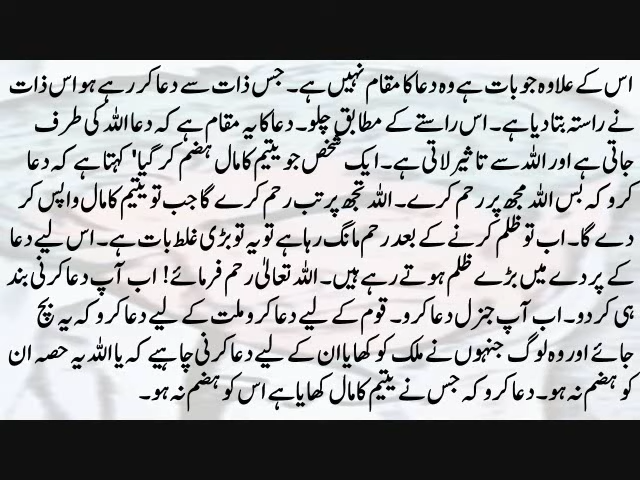 اس کے علاوہ جو بات ہے وہ دعا کا مقام نہیں ہے۔ جس ذات سے دعا کر رہے ہو اس ذات
نے راستہ بتا دیا ہے۔ اس راستے کے مطابق چلو۔ دعا کا یہ مقام ہے کہ دعا اللہ کی طرف
جاتی ہے اور اللہ سے تاثیر لاتی ہے۔ ایک شخص جو یتیم کا مال ہضم کر گیا' کہتا ہے کہ دعا
کرو کہ بس اللہ مجھ پر رحم کرے۔ اللہ تجھ پر تب رحم کرے گا جب تو یتیم کا مال واپس کر
دے گا۔ اب تو ظلم کرنے کے بعد رحم مانگ رہا ہے تو یہ تو بڑی غلط بات ہے۔ اس لیے دعا
کے پردے میں بڑے ظلم ہوتے رہے ہیں۔ اللہ تعالیٰ رحم فرمائے! اب آپ دعا کرنی بند
ہی کر دو۔ اب آپ جنرل دعا کرو۔ قوم کے لیے دعا کرو ملت کے لیے دعا کرو کہ یہ بچ
جائے اور وہ لوگ جنہوں نے ملک کو کھایا ان کے لیے دعا کرنی چاہیے کہ یا اللہ یہ حصہ ان
کو ہضم نہ ہو۔ دعا کرو کہ جس نے یتیم کا مال کھایا ہے اس کو ہضم نہ ہو۔